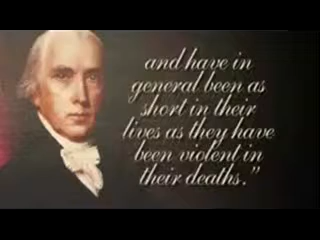 and have in
general been as
short in their
lives as they have
been violent in
their deaths."